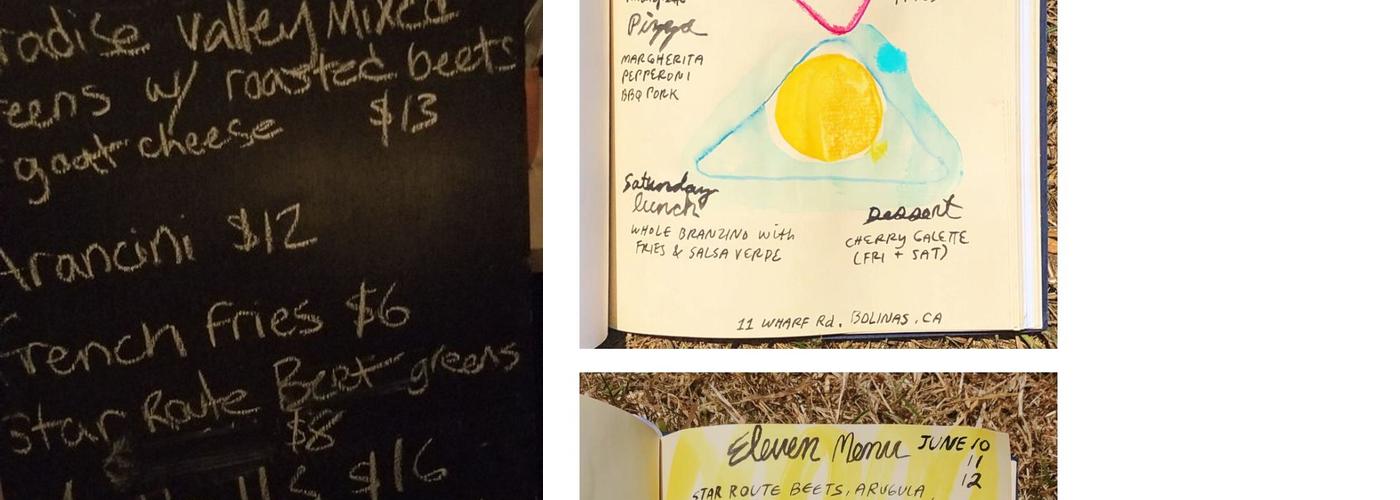 Valley Mixed
w/ roasted beets
goat cheese $13
Arancini $12
French fries $6
Star Route Beet greens
$8
$16
Pizza
MARGHERITA
PEPPERONI
BBQ PORK
Saturday
lunch
WHOLE BRANZINO with
FRIES & SALSA VERDE
Dessert
CHERRY GALETTE
(FRI + SAT)
11 WHARF Rd. BOLINAS, CA
Eleven Menu JUNE 10
11
12
STAR ROUTE BEETS, ARUGULA,